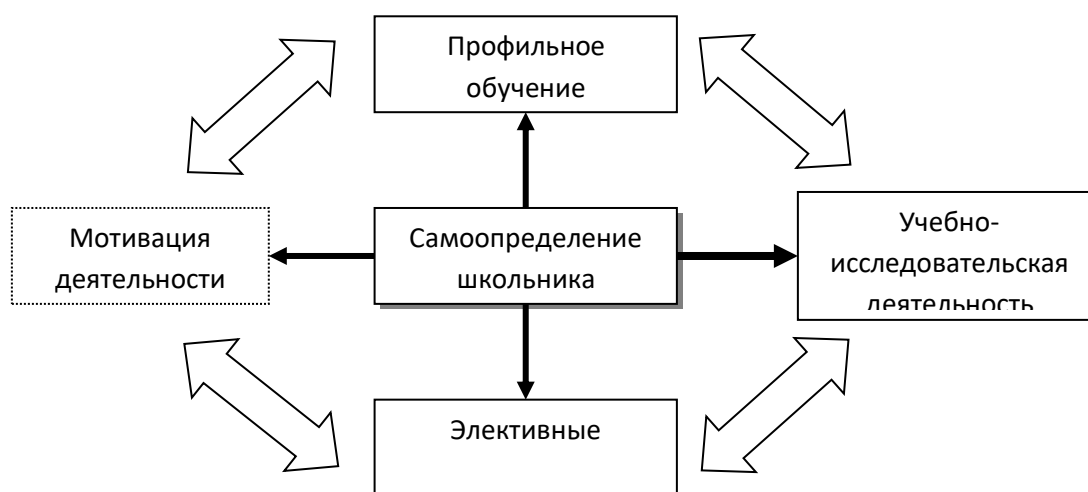 Профильное
обучение
Мотивация
деятельности
Самоопределение
школьника
Учебно-
исследовательская
деятельность
Элективные